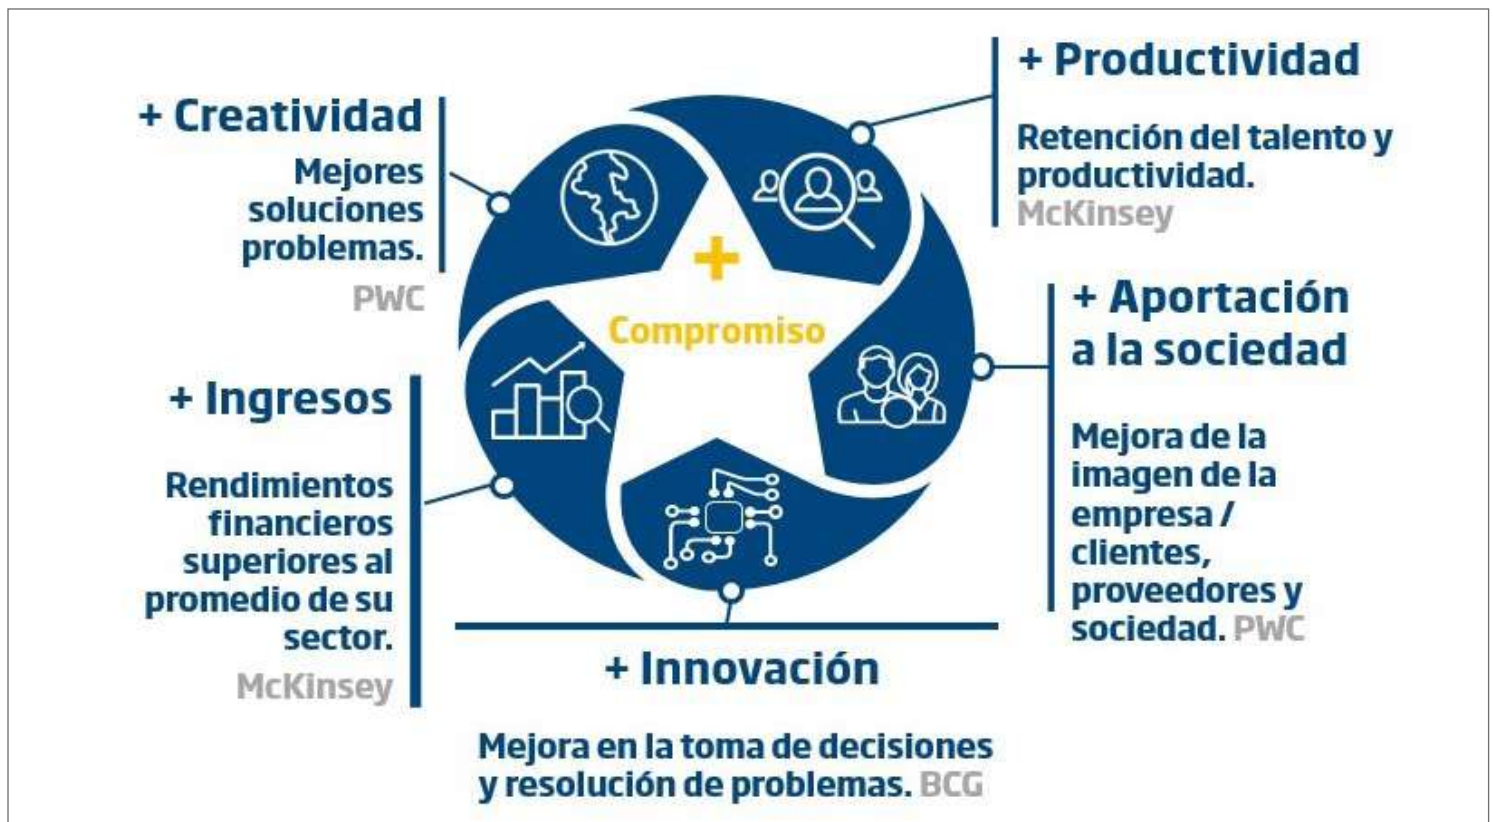 + Creatividad
Mejores
soluciones
problemas.
PWC
+ Productividad
Retención del talento y
productividad.
McKinsey
+
Compromiso
+ Aportación
a la sociedad
Mejora de la
imagen de la
empresa /
clientes,
proveedores y
sociedad. PWC
+ Ingresos
Rendimientos
financieros
superiores al
promedio de su
sector.
McKinsey
+ Innovación
Mejora en la toma de decisiones
y resolución de problemas. BCG